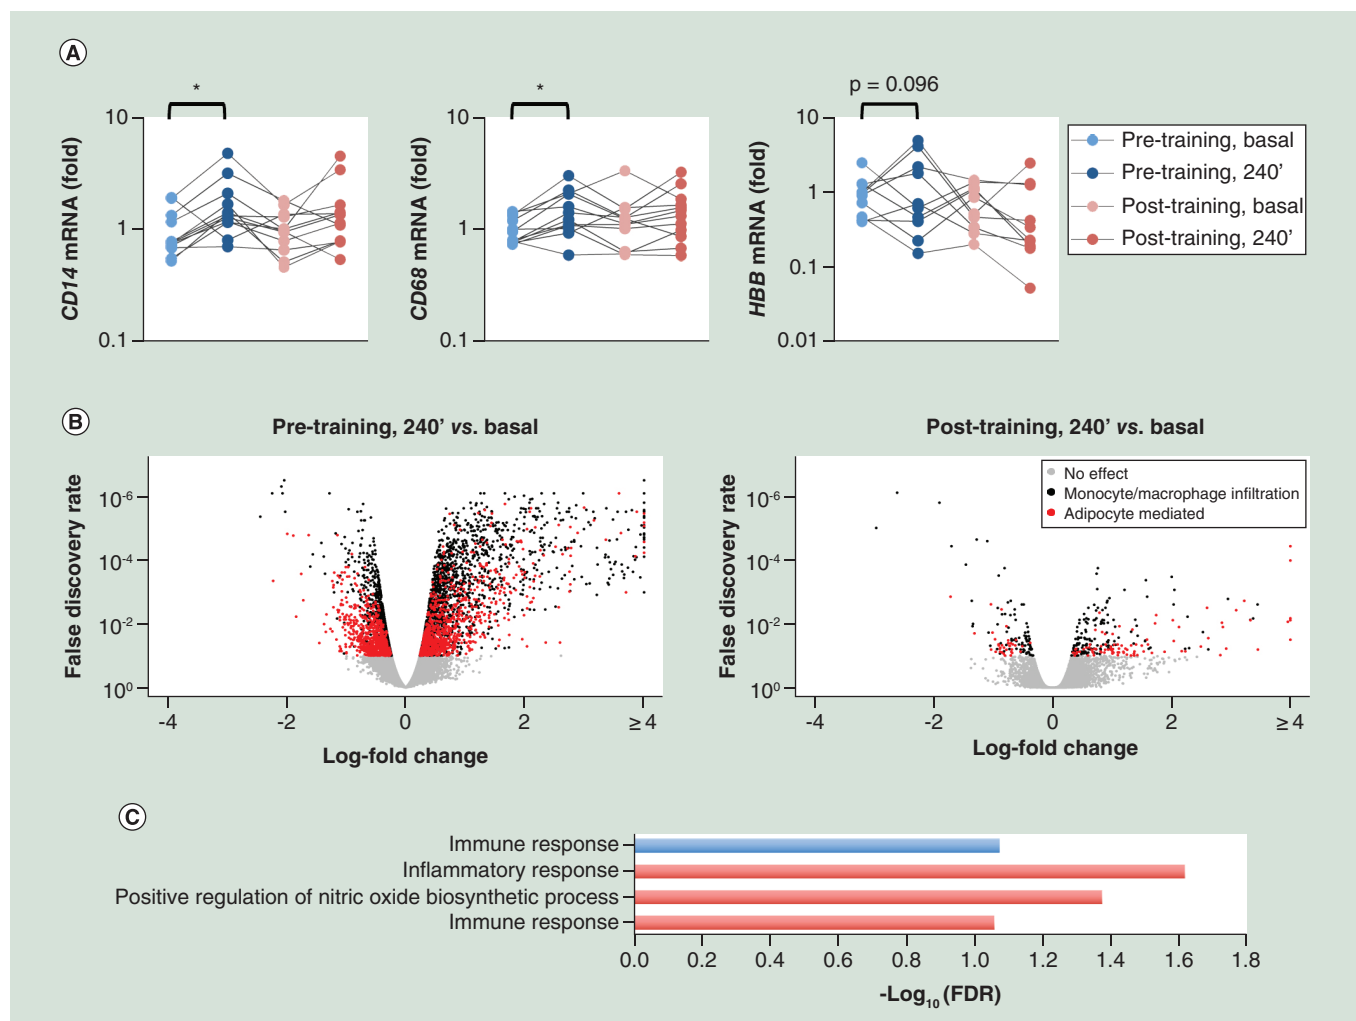 A
*
*
p = 0.096
10
1
0.1
CD14 mRNA (fold)
10
1
0.1
CD68 mRNA (fold)
10
1
0.1
0.01
HBB mRNA (fold)
Pre-training, basal
Pre-training, 240’
Post-training, basal
Post-training, 240’
B
Pre-training, 240’ vs. basal
False discovery rate
10-6
10-4
10-2
100
-4 -2 0 2 ≥ 4
Log-fold change
Post-training, 240’ vs. basal
False discovery rate
10-6
10-4
10-2
100
No effect
Monocyte/macrophage infiltration
Adipocyte mediated
-4 -2 0 2 ≥ 4
Log-fold change
C
Immune response
Inflammatory response
Positive regulation of nitric oxide biosynthetic process
Immune response
0.0 0.2 0.4 0.6 0.8 1.0 1.2 1.4 1.6 1.8
-Log10 (FDR)